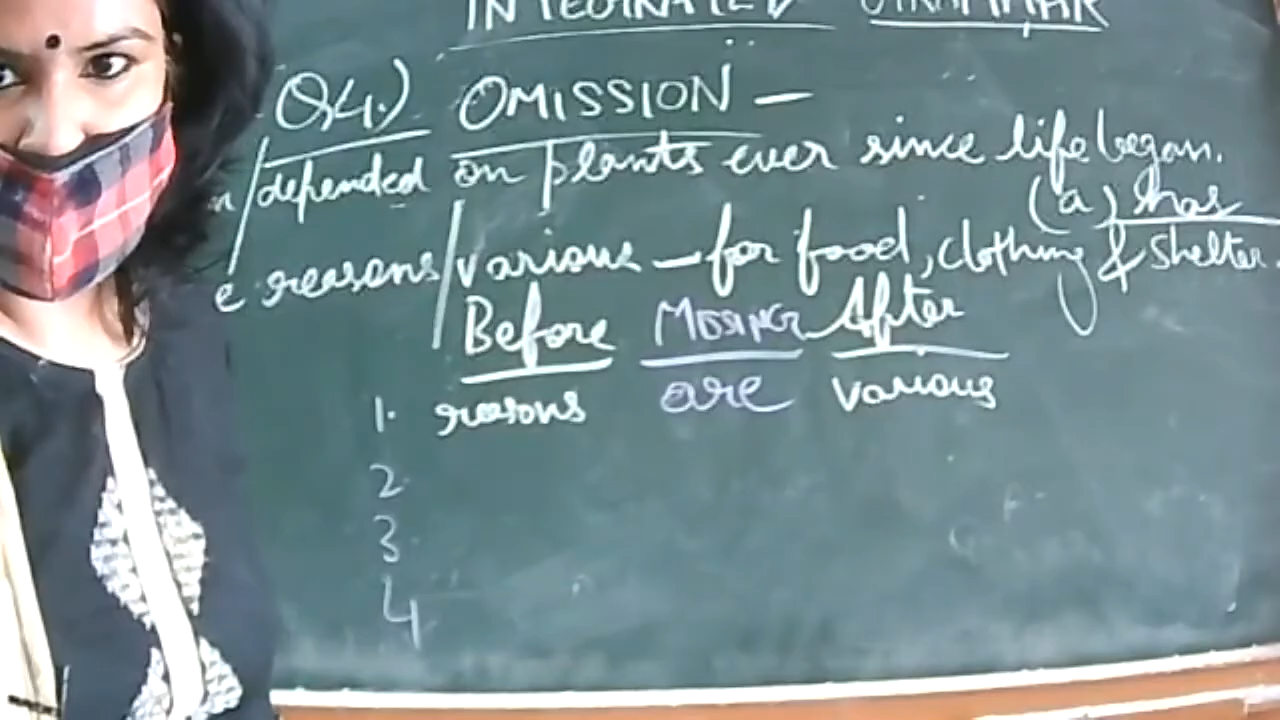 INTEGRATED GRAMMAR
Q4.) OMISSION —
n/depended on plants ever since life began.
(a) has
e reasons/various — for food, clothing & shelter.
Before Missing After
1. reasons are various
2.
3.
4